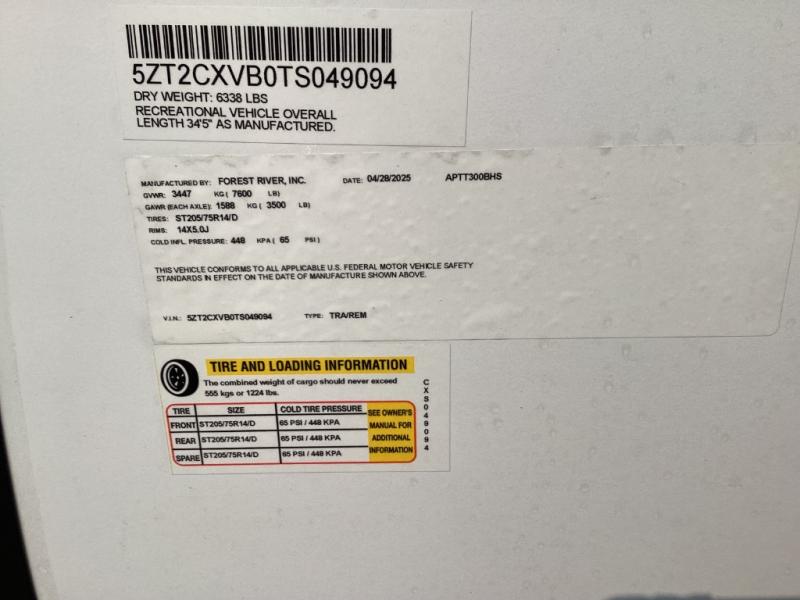 5ZT2CXVB0TS049094
DRY WEIGHT: 6338 LBS
RECREATIONAL VEHICLE OVERALL
LENGTH 34'5" AS MANUFACTURED.
MANUFACTURED BY: FOREST RIVER, INC. DATE: 04/28/2025 APTT300BHS
GVWR: 3447 KG ( 7600 LB)
GAWR (EACH AXLE): 1588 KG ( 3500 LB)
TIRES: ST205/75R14/D
RIMS: 14X5.0J
COLD INFL. PRESSURE: 448 KPA ( 65 PSI )
THIS VEHICLE CONFORMS TO ALL APPLICABLE U.S. FEDERAL MOTOR VEHICLE SAFETY
STANDARDS IN EFFECT ON THE DATE OF MANUFACTURE SHOWN ABOVE.
V.I.N.: 5ZT2CXVB0TS049094 TYPE: TRA/REM
TIRE AND LOADING INFORMATION
The combined weight of cargo should never exceed
555 kgs or 1224 lbs.
TIRE SIZE COLD TIRE PRESSURE
FRONT ST205/75R14/D 65 PSI / 448 KPA
REAR ST205/75R14/D 65 PSI / 448 KPA
SPARE ST205/75R14/D 65 PSI / 448 KPA
SEE OWNER'S
MANUAL FOR
ADDITIONAL
INFORMATION
CXS049094